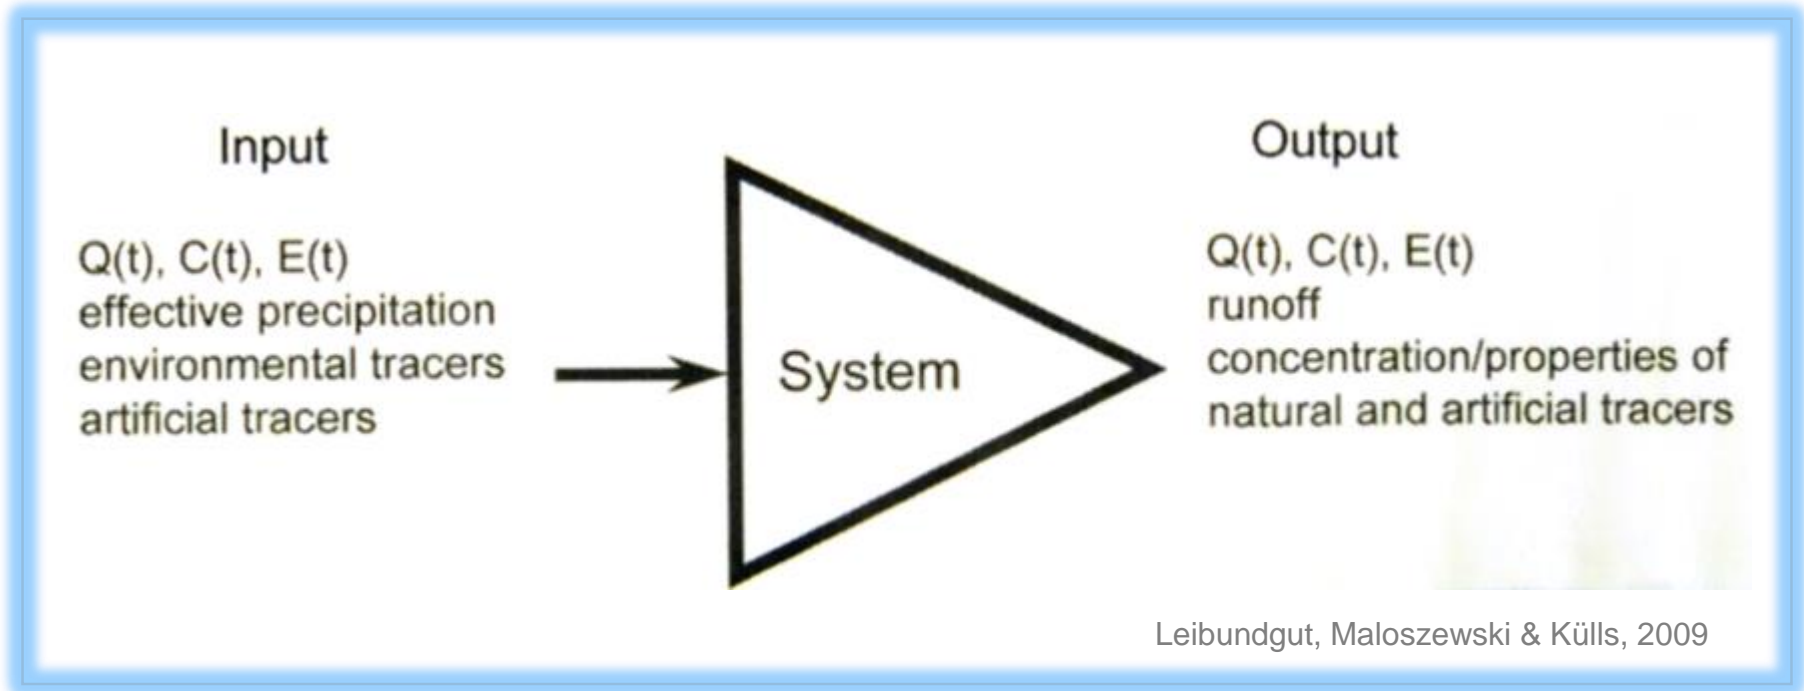 Input
Q(t), C(t), E(t)
effective precipitation
environmental tracers
artificial tracers
System
Output
Q(t), C(t), E(t)
runoff
concentration/properties of
natural and artificial tracers
Leibundgut, Maloszewski & Külls, 2009